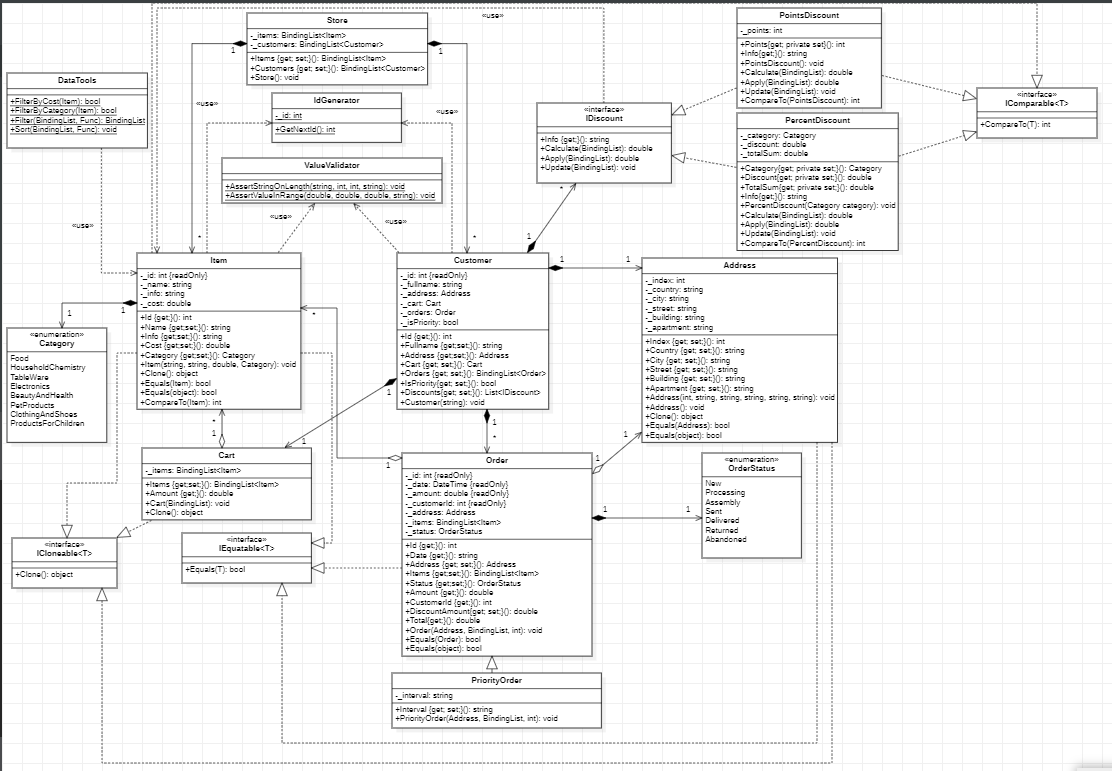 Store
-_items: BindingList<Item>
-_customers: BindingList<Customer>
+Items {get; set;}(): BindingList<Item>
+Customers {get; set;}(): BindingList<Customer>
+Store(): void
1
1
«use»
PointsDiscount
-_points: int
+Points{get; private set}(): int
+Info{get;}(): string
+PointsDiscount(): void
+Calculate(BindingList): double
+Apply(BindingList): double
+Update(BindingList): void
+CompareTo(PointsDiscount): int
DataTools
+FilterByCost(Item): bool
+FilterByCategory(Item): bool
+Filter(BindingList, Func): BindingList
+Sort(BindingList, Func): void
«use»
IdGenerator
-_id: int
+GetNextId(): int
«use»
«interface»
IDiscount
+Info {get;}(): string
+Calculate(BindingList): double
+Apply(BindingList): double
+Update(BindingList): void
«interface»
IComparable<T>
+CompareTo(T): int
PercentDiscount
-_category: Category
-_discount: double
-_totalSum: double
+Category{get; private set;}(): Category
+Discount{get; private set;}(): double
+TotalSum{get; private set;}(): double
+Info{get;}(): string
+PercentDiscount(Category category): void
+Calculate(BindingList): double
+Apply(BindingList): double
+Update(BindingList): void
+CompareTo(PercentDiscount): int
ValueValidator
+AssertStringOnLength(string, int, int, string): void
+AssertValueInRange(double, double, double, string): void
«use»
«use»
«use»
*
*
*
1
Item
-_id: int {readOnly}
-_name: string
-_info: string
-_cost: double
+Id {get;}(): int
+Name {get;set;}(): string
+Info {get;set;}(): string
+Cost {get;set;}(): double
+Category {get;set;}(): Category
+Item(string, string, double, Category): void
+Clone(): object
+Equals(Item): bool
+Equals(object): bool
+CompareTo(Item): int
Customer
-_id: int {readOnly}
-_fullname: string
-_address: Address
-_cart: Cart
-_orders: Order
-_isPriority: bool
+Id {get;}(): int
+Fullname {get;set;}(): string
+Address {get;set;}(): Address
+Cart {get; set;}(): Cart
+Orders {get; set;}(): BindingList<Order>
+IsPriority{get; set;}(): bool
+Discounts{get; set;}(): List<IDiscount>
+Customer(string): void
1
1
Address
-_index: int
-_country: string
-_city: string
-_street: string
-_building: string
-_apartment: string
+Index {get; set;}(): int
+Country {get; set;}(): string
+City {get; set;}(): string
+Street {get; set;}(): string
+Building {get; set;}(): string
+Apartment {get; set;}(): string
+Address(int, string, string, string, string, string): void
+Address(): void
+Clone(): object
+Equals(Address): bool
+Equals(object): bool
1
1
*
«enumeration»
Category
Food
HouseholdChemistry
TableWare
Electronics
BeautyAndHealth
PetProducts
ClothingAndShoes
ProductsForChildren
1
1
*
1
1
*
*
1
1
1
1
Cart
-_items: BindingList<Item>
+Items {get;set;}(): BindingList<Item>
+Amount {get;}(): double
+Cart(BindingList): void
+Clone(): object
Order
-_id: int {readOnly}
-_date: DateTime {readOnly}
-_amount: double {readOnly}
-_customerId: int {readOnly}
-_address: Address
-_items: BindingList<Item>
-_status: OrderStatus
+Id {get;}(): int
+Date {get;}(): string
+Address {get; set;}(): Address
+Items {get;set;}(): BindingList<Item>
+Status {get;set;}(): OrderStatus
+Amount {get;}(): double
+CustomerId {get;}(): int
+DiscountAmount{get; set;}(): double
+Total{get;}(): double
+Order(Address, BindingList, int): void
+Equals(Order): bool
+Equals(object): bool
1
1
«enumeration»
OrderStatus
New
Processing
Assembly
Sent
Delivered
Returned
Abandoned
«interface»
ICloneable<T>
+Clone(): object
«interface»
IEquatable<T>
+Equals(T): bool
PriorityOrder
-_interval: string
+Interval {get; set;}(): string
+PriorityOrder(Address, BindingList, int): void